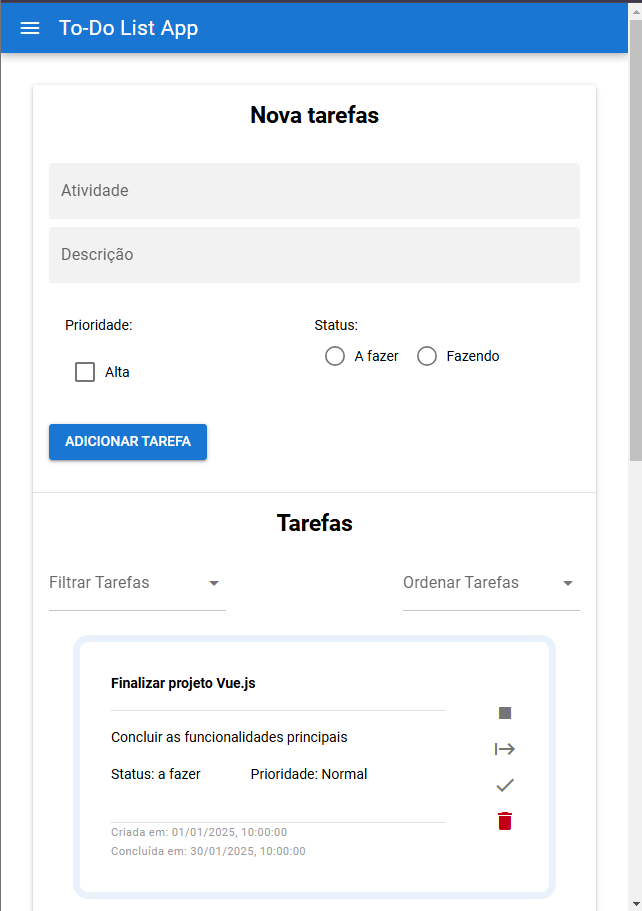 To-Do List App
Nova tarefas
Atividade
Descrição
Prioridade: Status:
A fazer Fazendo
Alta
ADICIONAR TAREFA
Tarefas
Filtrar Tarefas Ordenar Tarefas
Finalizar projeto Vue.js
Concluir as funcionalidades principais
Status: a fazer Prioridade: Normal
Criada em: 01/01/2025, 10:00:00
Concluída em: 30/01/2025, 10:00:00